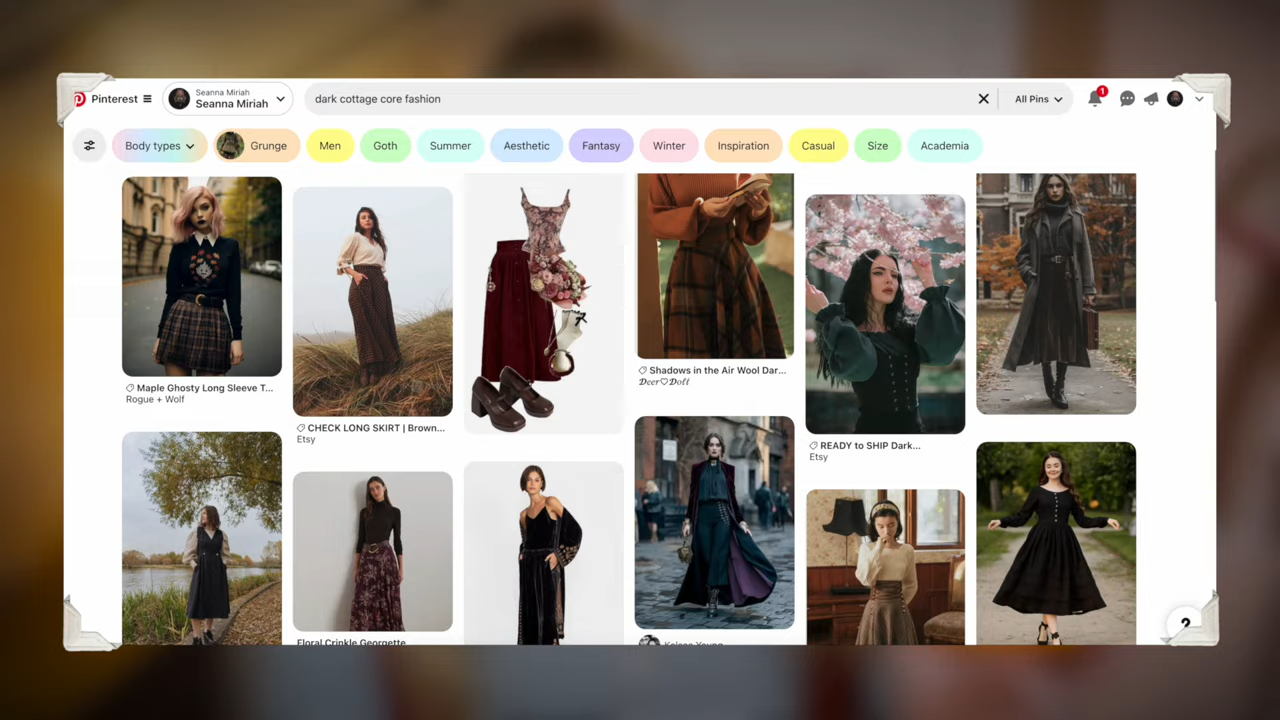 Pinterest
Seanna Miriah
Seanna Miriah
dark cottage core fashion
All Pins
1
Body types
Grunge
Men
Goth
Summer
Aesthetic
Fantasy
Winter
Inspiration
Casual
Size
Academia
Maple Ghosty Long Sleeve T...
Rogue + Wolf
CHECK LONG SKIRT | Brown...
Etsy
Shadows in the Air Wool Dar...
𝓓eer♡𝓓oll
READY to SHIP Dark...
Etsy
Floral Crinkle Georgette
Kelsea Young
?